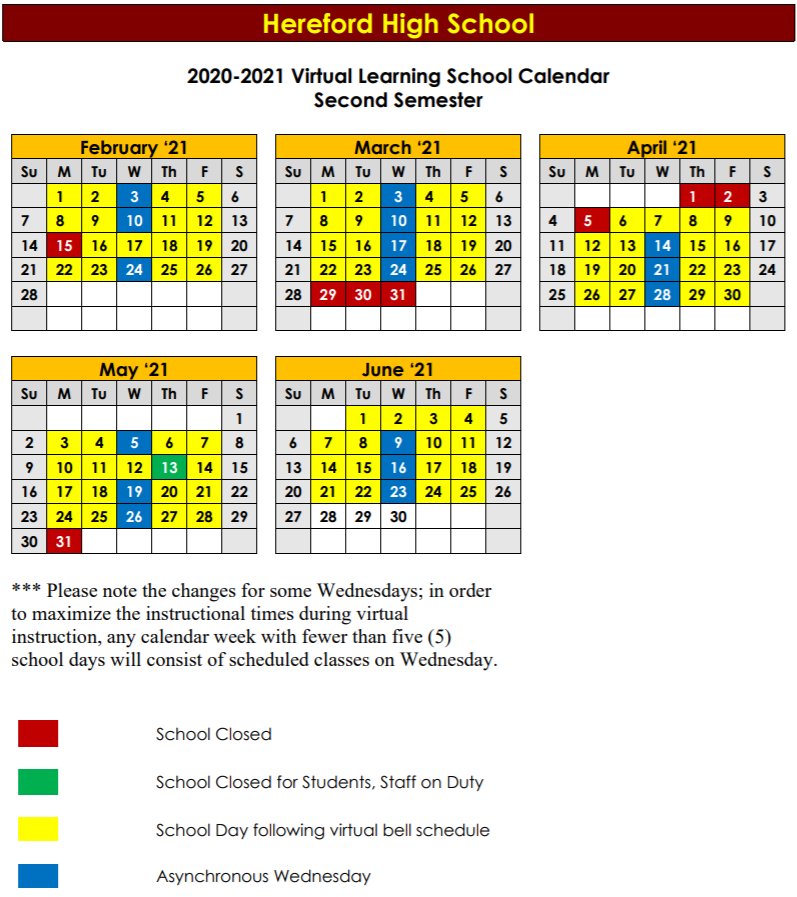 Hereford High School
2020-2021 Virtual Learning School Calendar
Second Semester
February ‘21
Su M Tu W Th F S
1 2 3 4 5 6
7 8 9 10 11 12 13
14 15 16 17 18 19 20
21 22 23 24 25 26 27
28
March ‘21
Su M Tu W Th F S
1 2 3 4 5 6
7 8 9 10 11 12 13
14 15 16 17 18 19 20
21 22 23 24 25 26 27
28 29 30 31
April ‘21
Su M Tu W Th F S
1 2 3
4 5 6 7 8 9 10
11 12 13 14 15 16 17
18 19 20 21 22 23 24
25 26 27 28 29 30
May ‘21
Su M Tu W Th F S
1
2 3 4 5 6 7 8
9 10 11 12 13 14 15
16 17 18 19 20 21 22
23 24 25 26 27 28 29
30 31
June ‘21
Su M Tu W Th F S
1 2 3 4 5
6 7 8 9 10 11 12
13 14 15 16 17 18 19
20 21 22 23 24 25 26
27 28 29 30
*** Please note the changes for some Wednesdays; in order
to maximize the instructional times during virtual
instruction, any calendar week with fewer than five (5)
school days will consist of scheduled classes on Wednesday.
School Closed
School Closed for Students, Staff on Duty
School Day following virtual bell schedule
Asynchronous Wednesday